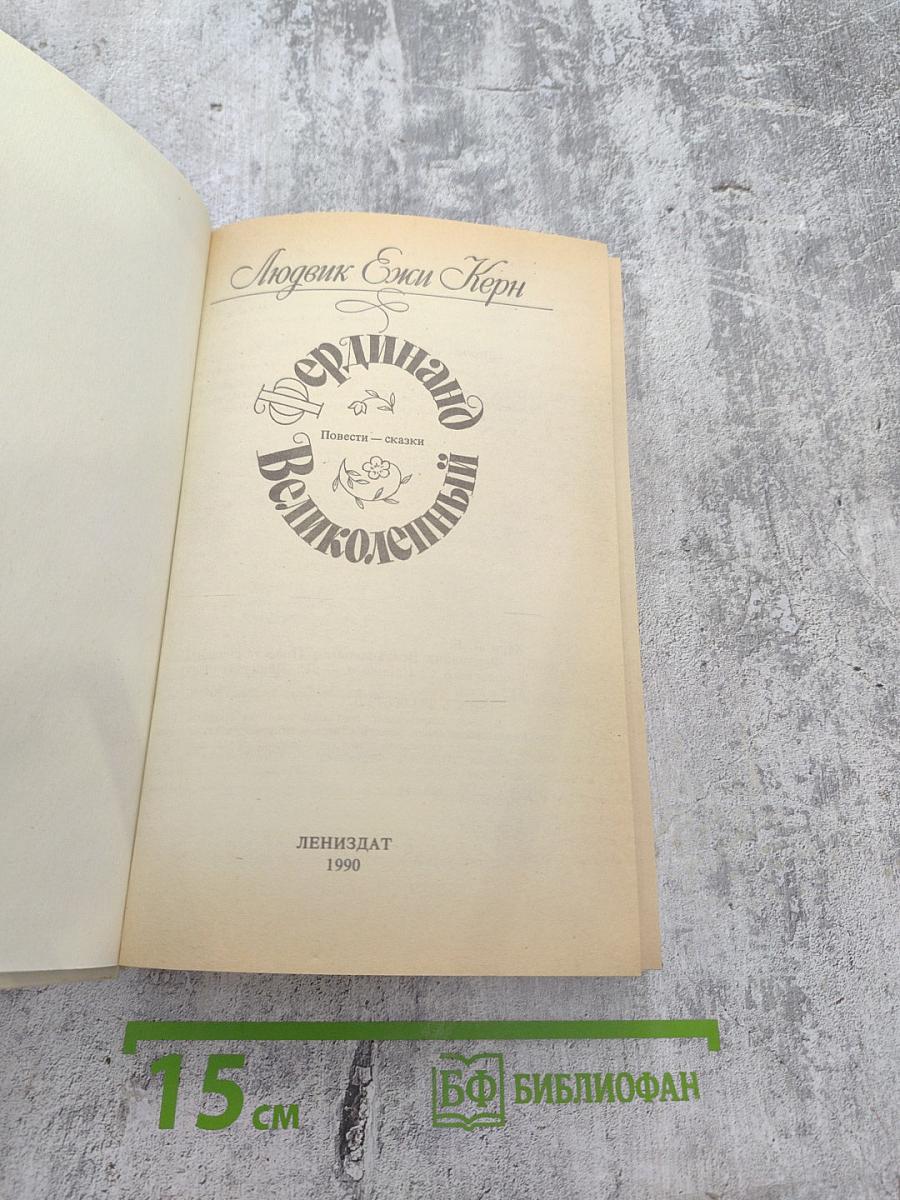 Людвик Ежи Керн
Фердинанд
Повести — сказки
Великолепный
ЛЕНИЗДАТ
1990
15 см
БФ БИБЛИОФАН